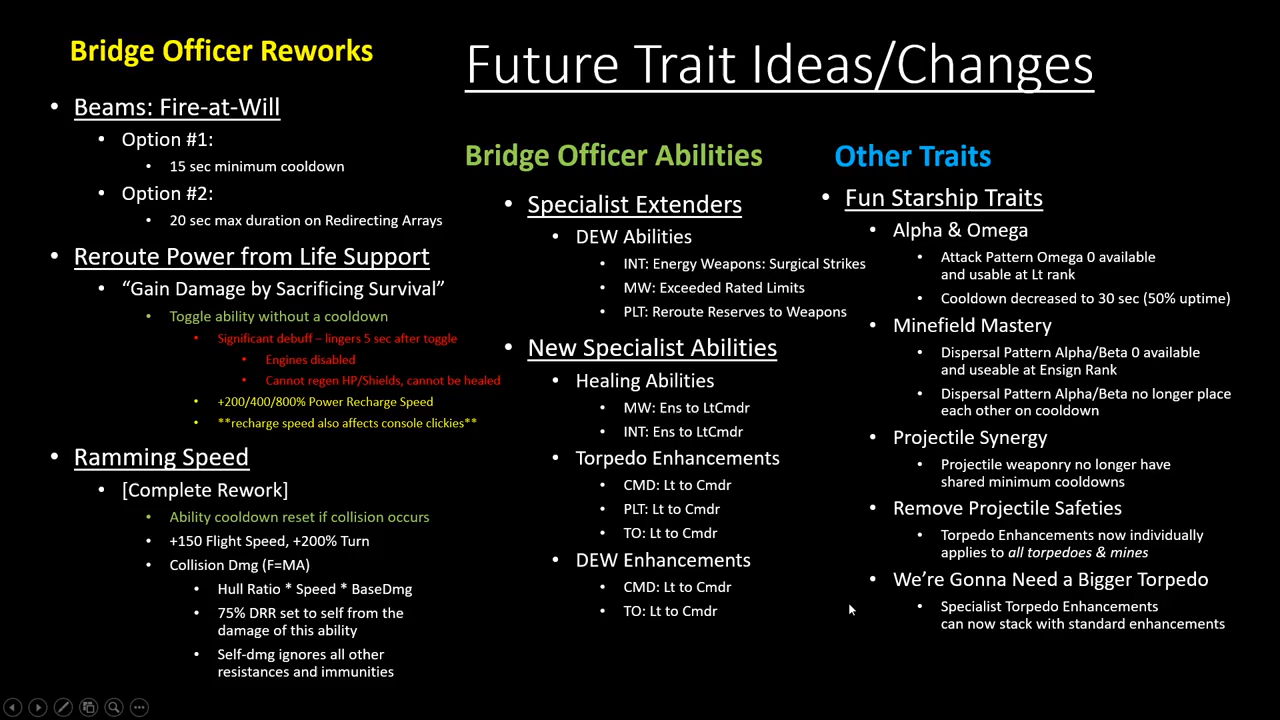 Bridge Officer Reworks
Future Trait Ideas/Changes
• Beams: Fire-at-Will
• Option #1:
• 15 sec minimum cooldown
• Option #2:
• 20 sec max duration on Redirecting Arrays
• Reroute Power from Life Support
• “Gain Damage by Sacrificing Survival”
• Toggle ability without a cooldown
• Significant debuff – lingers 5 sec after toggle
• Engines disabled
• Cannot regen HP/Shields, cannot be healed
• +200/400/800% Power Recharge Speed
• **recharge speed also affects console clickies**
• Ramming Speed
• [Complete Rework]
• Ability cooldown reset if collision occurs
• +150 Flight Speed, +200% Turn
• Collision Dmg (F=MA)
• Hull Ratio * Speed * BaseDmg
• 75% DRR set to self from the
damage of this ability
• Self-dmg ignores all other
resistances and immunities
Bridge Officer Abilities
• Specialist Extenders
• DEW Abilities
• INT: Energy Weapons: Surgical Strikes
• MW: Exceeded Rated Limits
• PLT: Reroute Reserves to Weapons
• New Specialist Abilities
• Healing Abilities
• MW: Ens to LtCmdr
• INT: Ens to LtCmdr
• Torpedo Enhancements
• CMD: Lt to Cmdr
• PLT: Lt to Cmdr
• TO: Lt to Cmdr
• DEW Enhancements
• CMD: Lt to Cmdr
• TO: Lt to Cmdr
Other Traits
• Fun Starship Traits
• Alpha & Omega
• Attack Pattern Omega 0 available
and usable at Lt rank
• Cooldown decreased to 30 sec (50% uptime)
• Minefield Mastery
• Dispersal Pattern Alpha/Beta 0 available
and useable at Ensign Rank
• Dispersal Pattern Alpha/Beta no longer place
each other on cooldown
• Projectile Synergy
• Projectile weaponry no longer have
shared minimum cooldowns
• Remove Projectile Safeties
• Torpedo Enhancements now individually
applies to all torpedoes & mines
• We’re Gonna Need a Bigger Torpedo
• Specialist Torpedo Enhancements
can now stack with standard enhancements